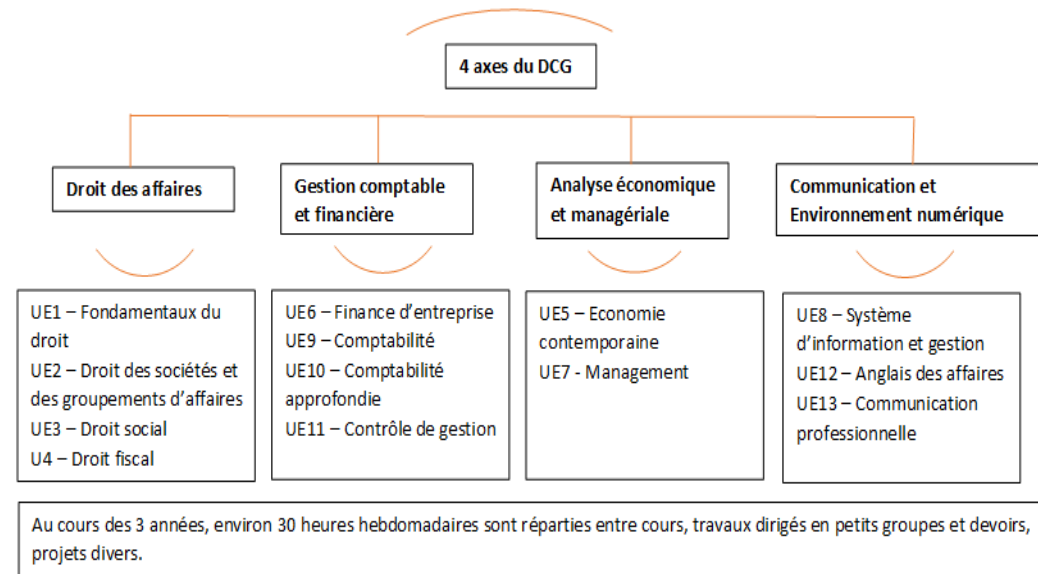 4 axes du DCG
Droit des affaires
Gestion comptable
et financière
Analyse économique
et managériale
Communication et
Environnement numérique
UE1 – Fondamentaux du
droit
UE2 – Droit des sociétés et
des groupements d'affaires
UE3 – Droit social
U4 – Droit fiscal
UE6 – Finance d'entreprise
UE9 – Comptabilité
UE10 – Comptabilité
approfondie
UE11 – Contrôle de gestion
UE5 – Economie
contemporaine
UE7 - Management
UE8 – Système
d'information et gestion
UE12 – Anglais des affaires
UE13 – Communication
professionnelle
Au cours des 3 années, environ 30 heures hebdomadaires sont réparties entre cours, travaux dirigés en petits groupes et devoirs,
projets divers.